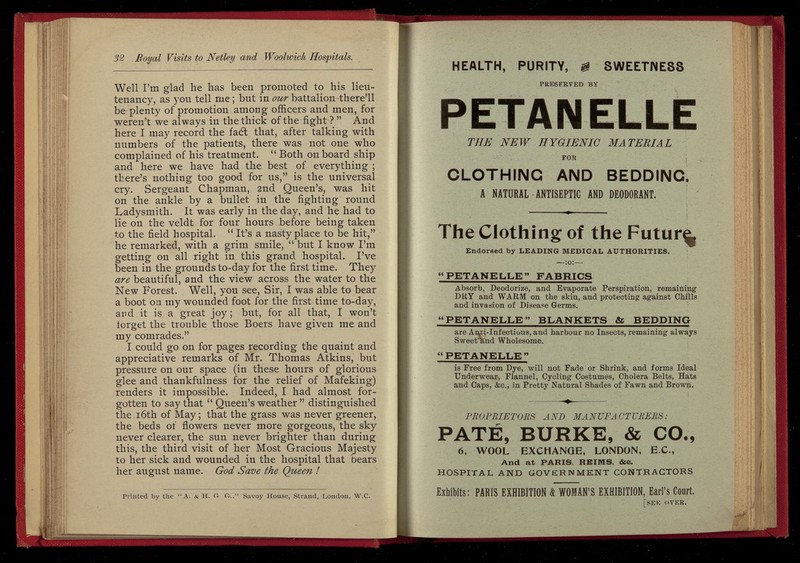 32 Royal Visits to Netley and Woolwich Hospitals.
Well I'm glad he has been promoted to his lieu-
tenancy, as you tell me; but in our battalion there'll
be plenty of promotion among officers and men, for
weren't we always in the thick of the fight?" And
here I may record the fact that, after talking with
numbers of the patients, there was not one who
complained of his treatment. "Both on board ship
and here we have had the best of everything;
there's nothing too good for us," is the universal
cry. Sergeant Chapman, 2nd Queen's, was hit
on the ankle by a bullet in the fighting round
Ladysmith. It was early in the day, and he had to
lie on the veldt for four hours before being taken
to the field hospital. "It's a nasty place to be hit,"
he remarked, with a grim smile, "but I know I'm
getting on all right in this grand hospital. I've
been in the grounds to-day for the first time. They
are beautiful, and the view across the water to the
New Forest. Well, you see, Sir, I was able to bear
a boot on my wounded foot for the first time to-day,
and it is a great joy; but, for all that, I won't
forget the trouble those Boers have given me and
my comrades."
I could go on for pages recording the quaint and
appreciative remarks of Mr. Thomas Atkins, but
pressure on our space (in these hours of glorious
glee and thankfulness for the relief of Mafeking)
renders it impossible. Indeed, I had almost for-
gotten to say that "Queen's weather" distinguished
the 16th of May; that the grass was never greener,
the beds of flowers never more gorgeous, the sky
never clearer, the sun never brighter than during
this, the third visit of her Most Gracious Majesty
to her sick and wounded in the hospital that bears
her august name. God Save the Queen!
Printed by the "A. & H. G. G.," Savoy House, Strand, London, W.C.
HEALTH, PURITY, & SWEETNESS
PRESERVED BY
PETANELLE
THE NEW HYGIENIC MATERIAL
FOR
CLOTHING AND BEDDING.
A NATURAL ANTISEPTIC AND DEODORANT.
The Clothing of the Future.
Endorsed by LEADING MEDICAL AUTHORITIES.
—:o:—
"PETANELLE" FABRICS
Absorb, Deodorize, and Evaporate Perspiration, remaining
DRY and WARM on the skin, and protecting against Chills
and invasion of Disease Germs.
"PETANELLE" BLANKETS & BEDDING
are Anti-Infectious, and harbour no Insects, remaining always
Sweet and Wholesome.
"PETANELLE"
is Free from Dye, will not Fade or Shrink, and forms Ideal
Underwear, Flannel, Cycling Costumes, Cholera Belts, Hats
and Caps, &c., in Pretty Natural Shades of Fawn and Brown.
PROPRIETORS AND MANUFACTURERS:
PATÉ, BURKE, & CO.,
6, WOOL EXCHANGE, LONDON, E.C.,
And at PARIS, REIMS, &c.
HOSPITAL AND GOVERNMENT CONTRACTORS
Exhibits: PARIS EXHIBITION & WOMAN'S EXHIBITION, Earl's Court.
[SEE OVER.